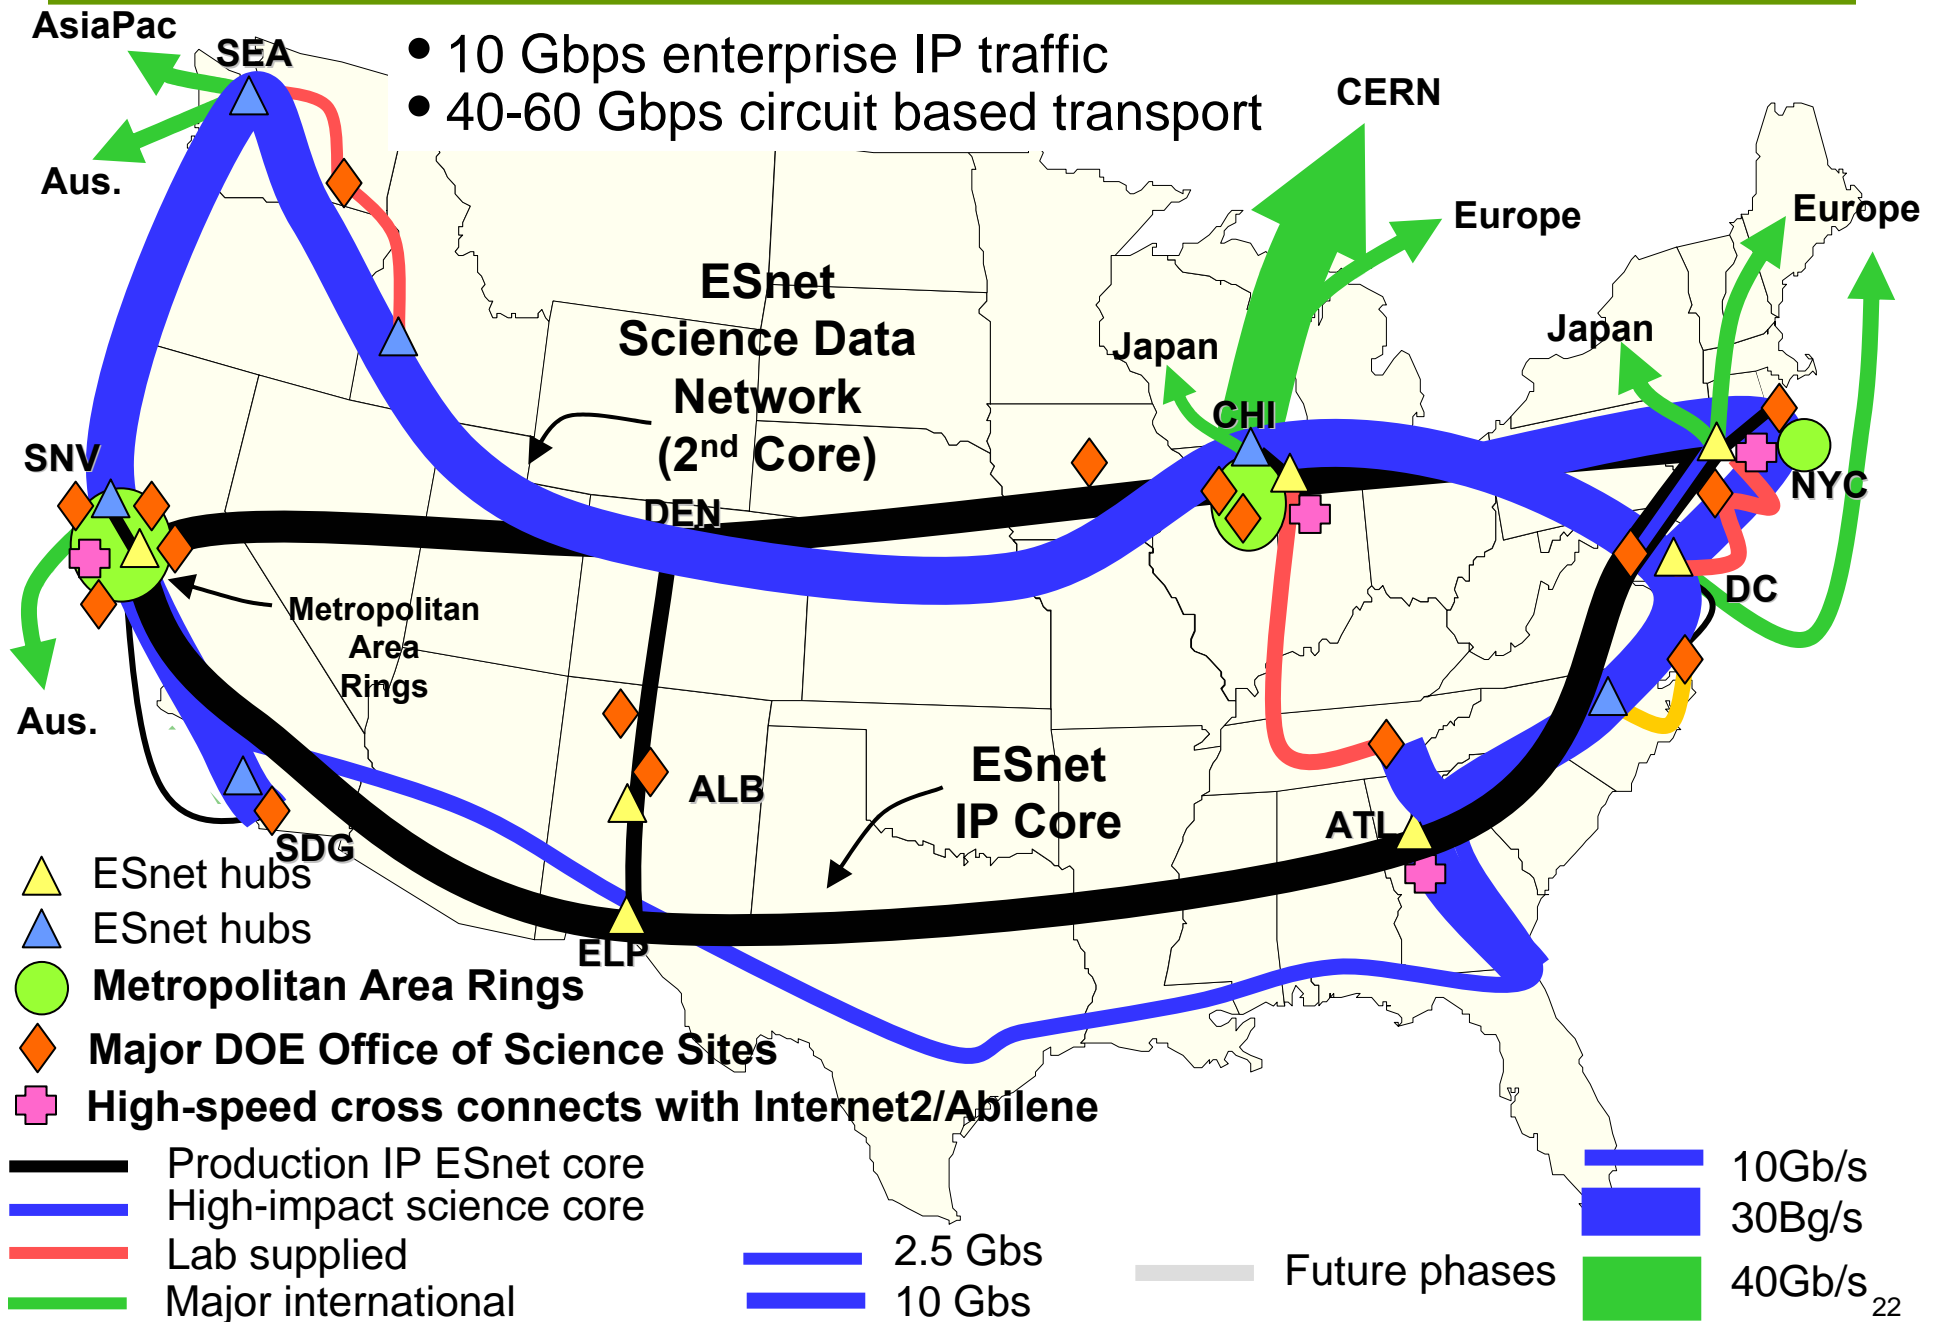 AsiaPac
SEA
• 10 Gbps enterprise IP traffic
• 40-60 Gbps circuit based transport
CERN
Aus.
Europe
Europe
ESnet
Science Data
Network
(2nd Core)
Japan
Japan
CHI
SNV
DEN
NYC
DC
Metropolitan
Area
Rings
Aus.
ALB
ESnet
IP Core
ATL
SDG
ELP
ESnet hubs
ESnet hubs
Metropolitan Area Rings
Major DOE Office of Science Sites
High-speed cross connects with Internet2/Abilene
Production IP ESnet core
High-impact science core
Lab supplied
Major international
2.5 Gbs
10 Gbs
Future phases
10Gb/s
30Bg/s
40Gb/s
22